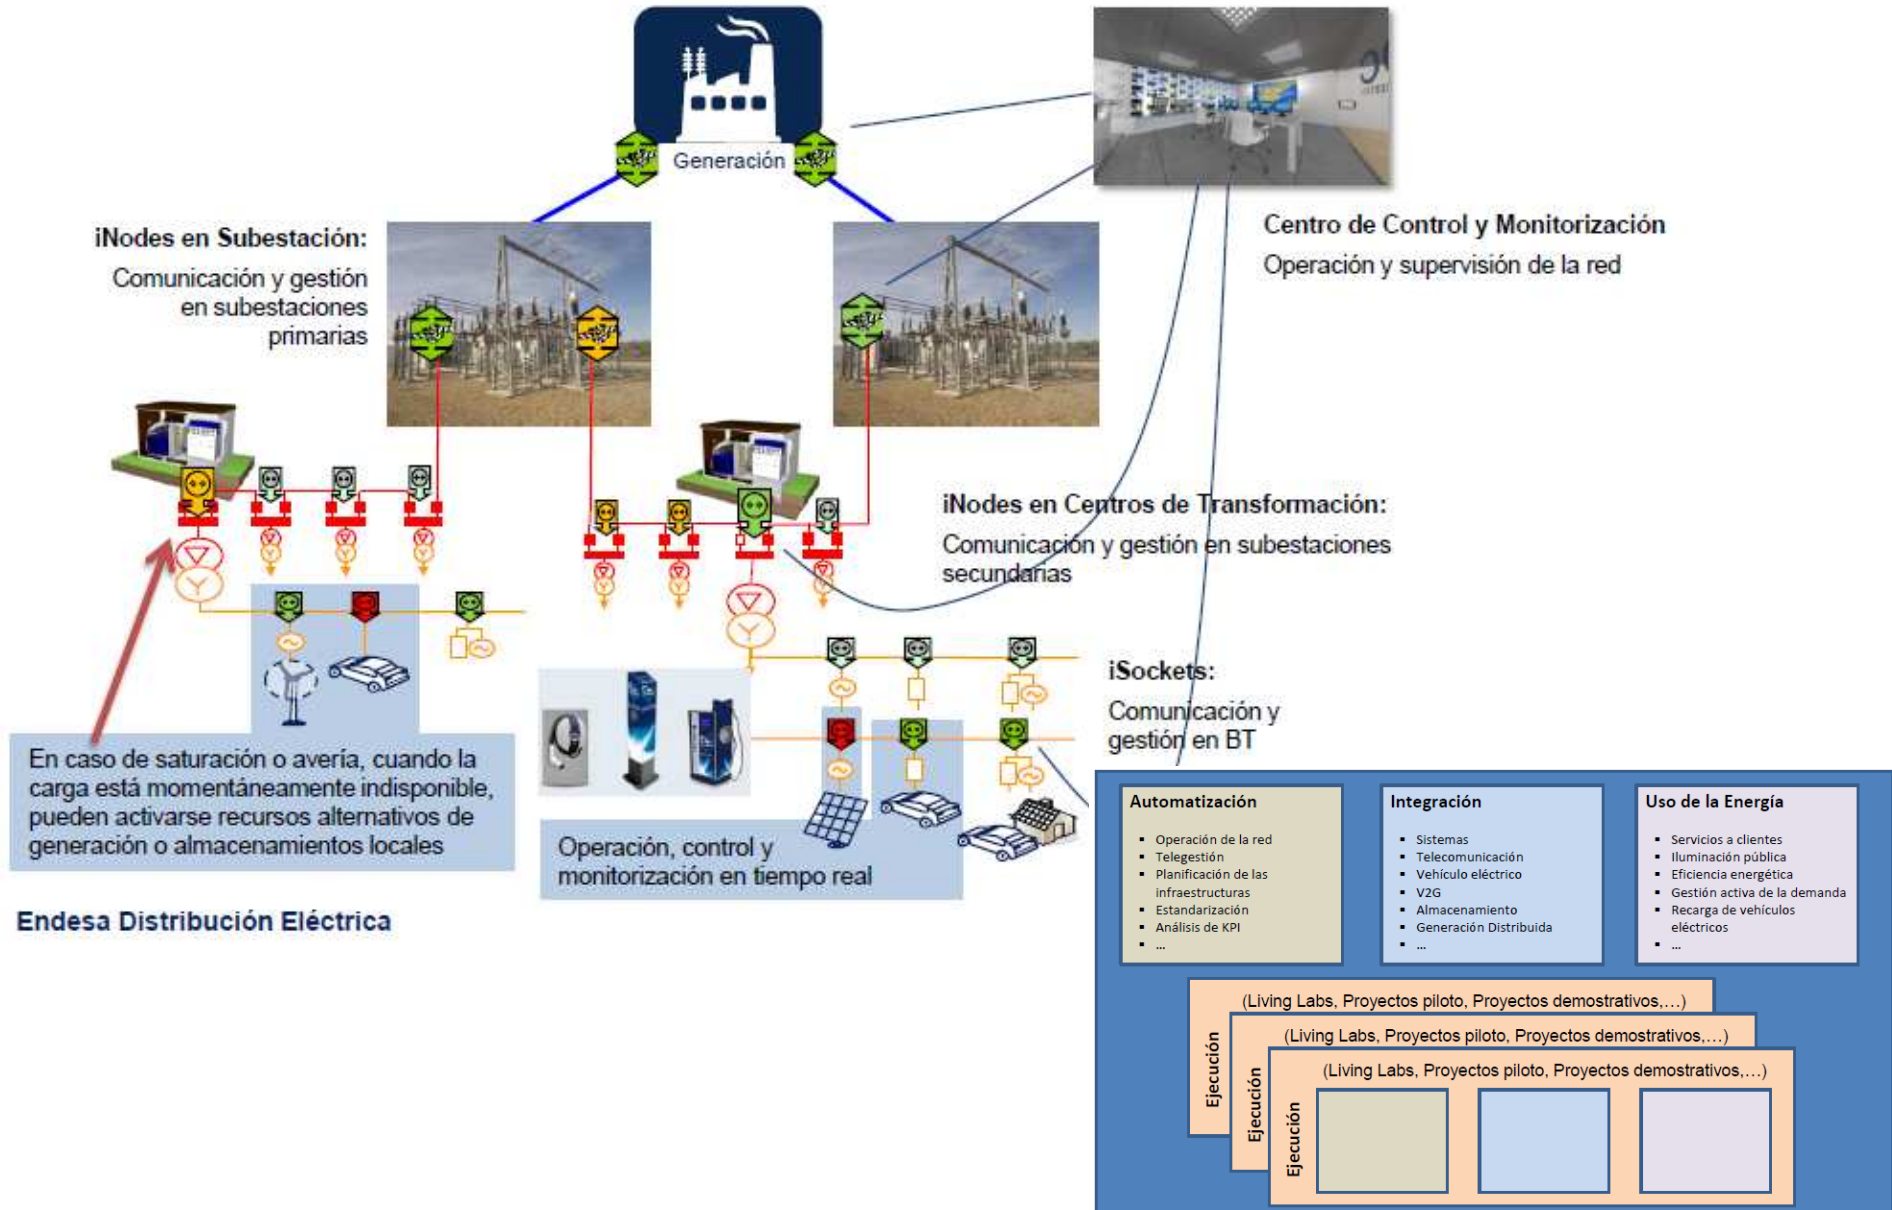 Generación
iNodes en Subestación:
Comunicación y gestión
en subestaciones
primarias
Centro de Control y Monitorización
Operación y supervisión de la red
iNodes en Centros de Transformación:
Comunicación y gestión en subestaciones
secundarias
iSockets:
Comunicación y
gestión en BT
En caso de saturación o avería, cuando la
carga está momentáneamente indisponible,
pueden activarse recursos alternativos de
generación o almacenamientos locales
Operación, control y
monitorización en tiempo real
Endesa Distribución Eléctrica
Automatización
▪ Operación de la red
▪ Telegestión
▪ Planificación de las
infraestructuras
▪ Estandarización
▪ Análisis de KPI
▪ ...
Integración
▪ Sistemas
▪ Telecomunicación
▪ Vehículo eléctrico
▪ V2G
▪ Almacenamiento
▪ Generación Distribuida
▪ ...
Uso de la Energía
▪ Servicios a clientes
▪ Iluminación pública
▪ Eficiencia energética
▪ Gestión activa de la demanda
▪ Recarga de vehículos
eléctricos
▪ ...
(Living Labs, Proyectos piloto, Proyectos demostrativos,...)
Ejecución
(Living Labs, Proyectos piloto, Proyectos demostrativos,...)
Ejecución
(Living Labs, Proyectos piloto, Proyectos demostrativos,...)
Ejecución